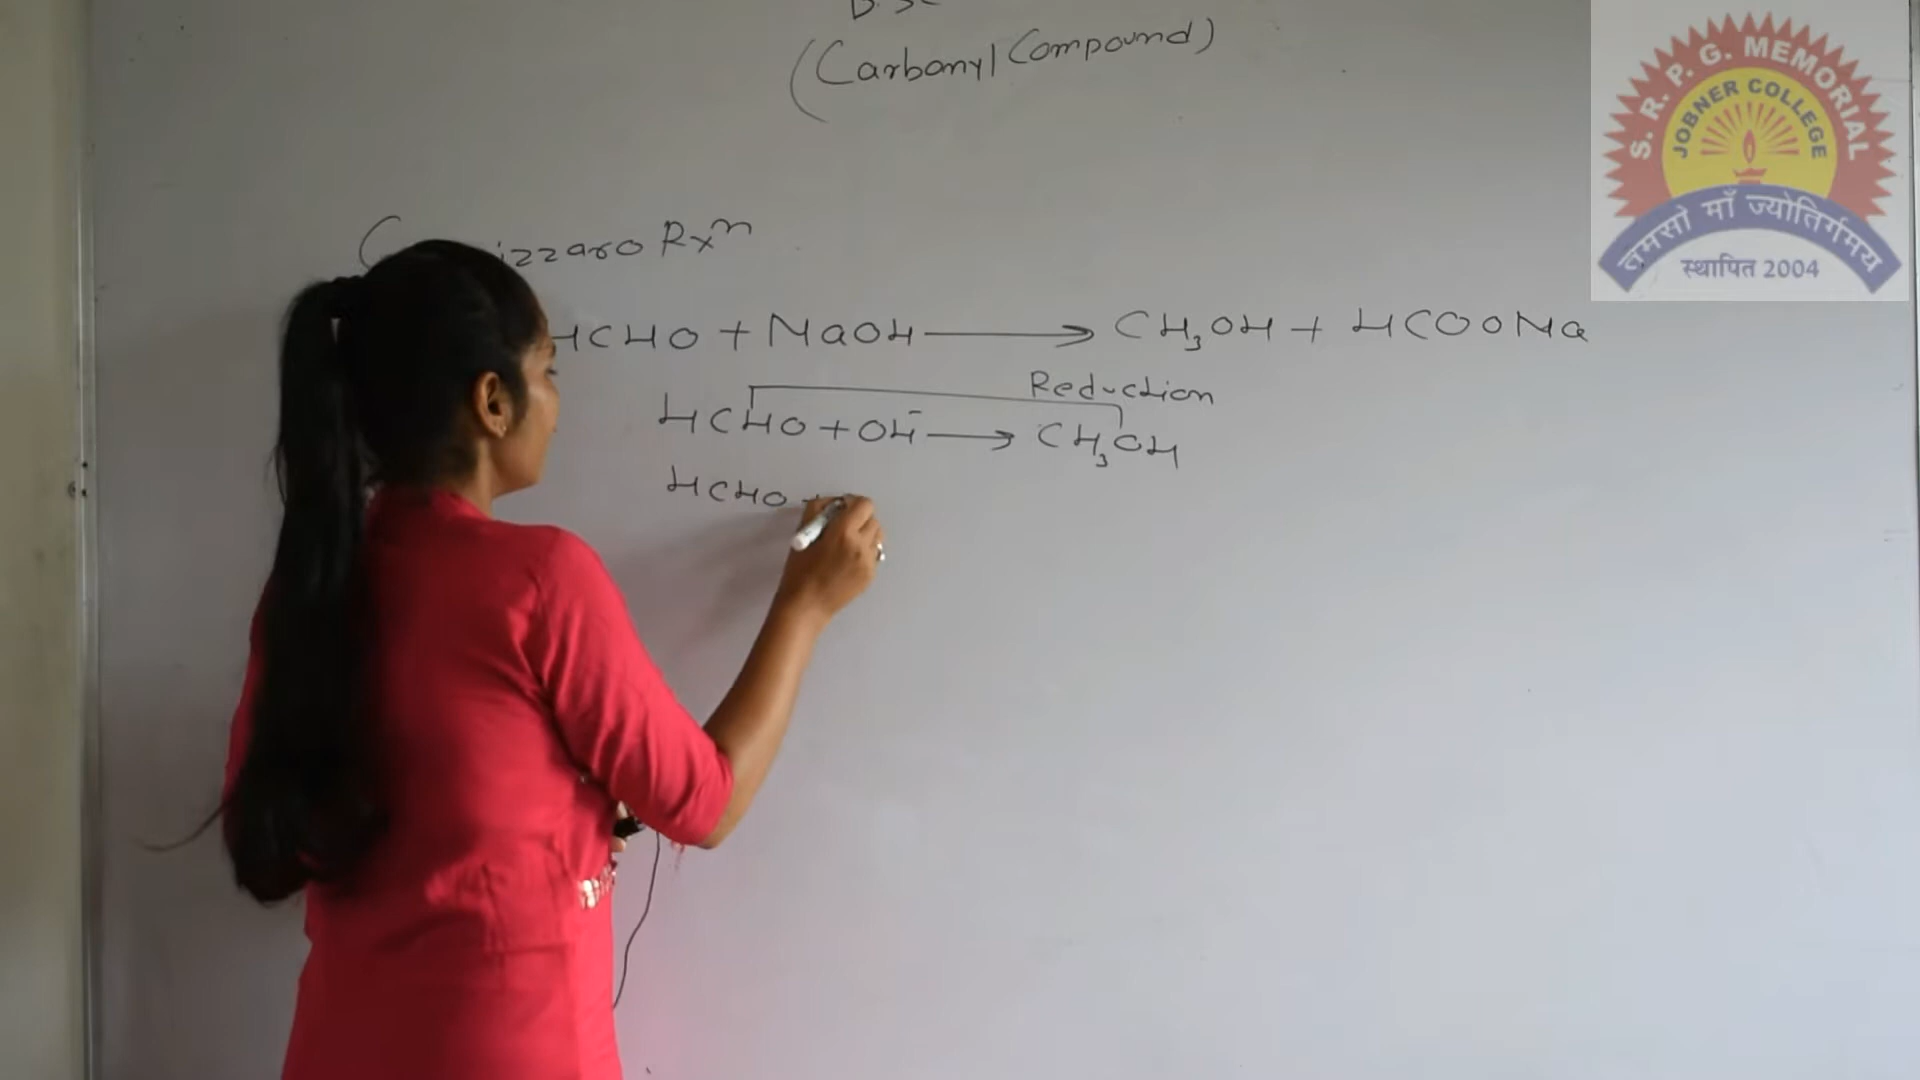 (Carbonyl Compound)
izzaro Rxn
HCHO + NaOH ⟶ CH3OH + HCOONa
Reduction
HCHO + OH⁻ ⟶ CH3OH
HCHO +
S. R. P. G. MEMORIAL
JOBNER COLLEGE
तमसो माँ ज्योतिर्गमय
स्थापित 2004